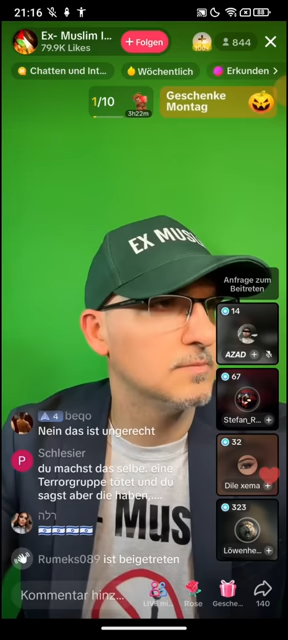 21:16
88
Ex- Muslim I...
79.9K Likes
+ Folgen
844
Chatten und Int...
Wöchentlich
Erkunden
1/10
3h22m
Geschenke
Montag
EX MUS
Anfrage zum
Beitreten
14
AZAD
67
Stefan_R...
32
Dile xema
323
Löwenhe...
4 beqo
Nein das ist ungerecht
P
Schlesier
du machst das selbe. eine
Terrorgruppe tötet und du
sagst aber die haben,....
רלה
🇮🇱🇮🇱🇮🇱🇮🇱
Mus
Rumeks089 ist beigetreten
Kommentar hinz...
Rose
Gesche...
140